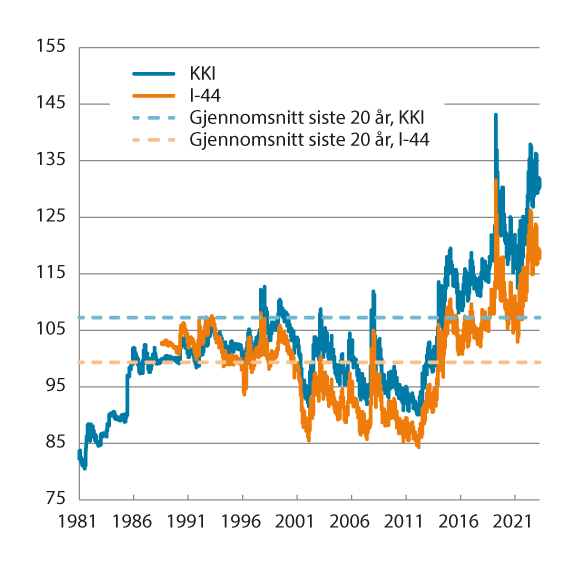 155
145
135
125
115
105
95
85
75
KKI
I-44
Gjennomsnitt siste 20 år, KKI
Gjennomsnitt siste 20 år, I-44
1981 1986 1991 1996 2001 2006 2011 2016 2021